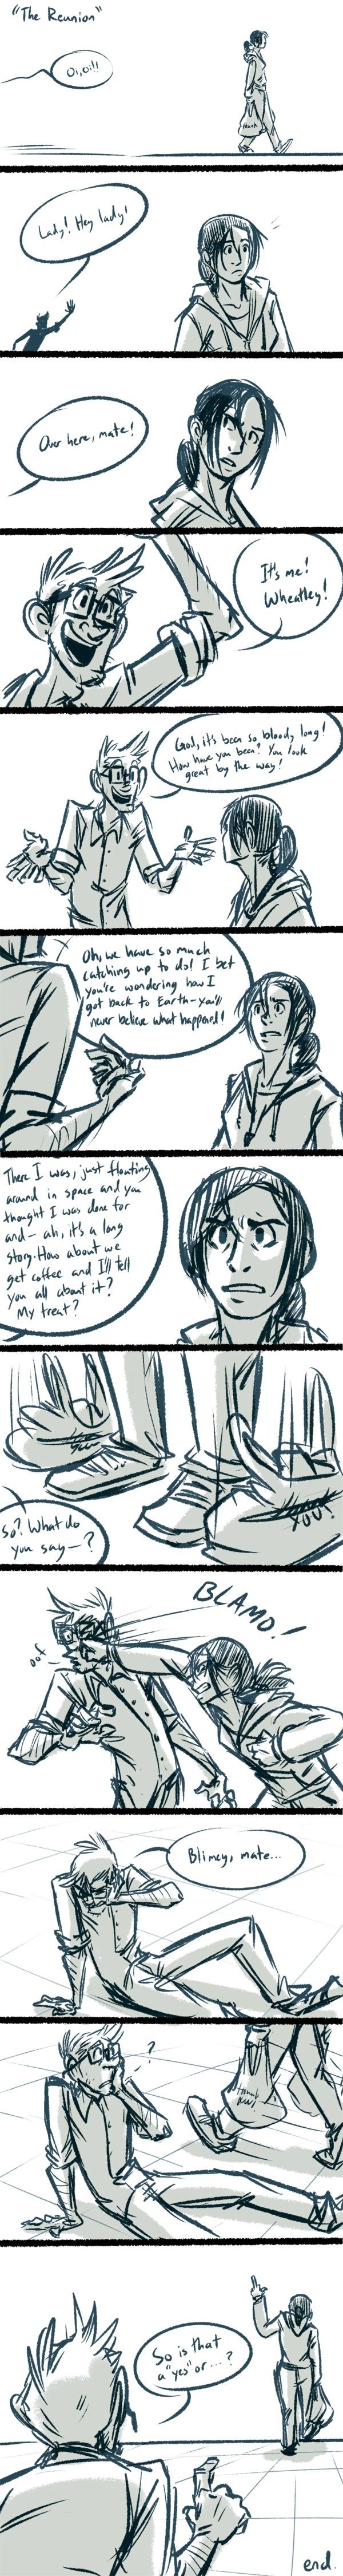 "The Reunion"
Oi, oi!!
thank
Lady! Hey lady!
Over here, mate!
It's me!
Wheatley!
God, it's been so bloody long!
How have you been? You look
great by the way!
Oh, we have so much
catching up to do! I bet
you're wondering how I
got back to Earth - you'll
never believe what happened!
There I was, just floating
around in space and you
thought I was done for
and - ah, it's a long
story. How about we
get coffee and I'll tell
you all about it?
My treat?
you
YOU!
So? What do
you say -?
BLAMO!
oof
Blimey, mate...
?
thank
you!
So is that
a "yes" or...?
end.